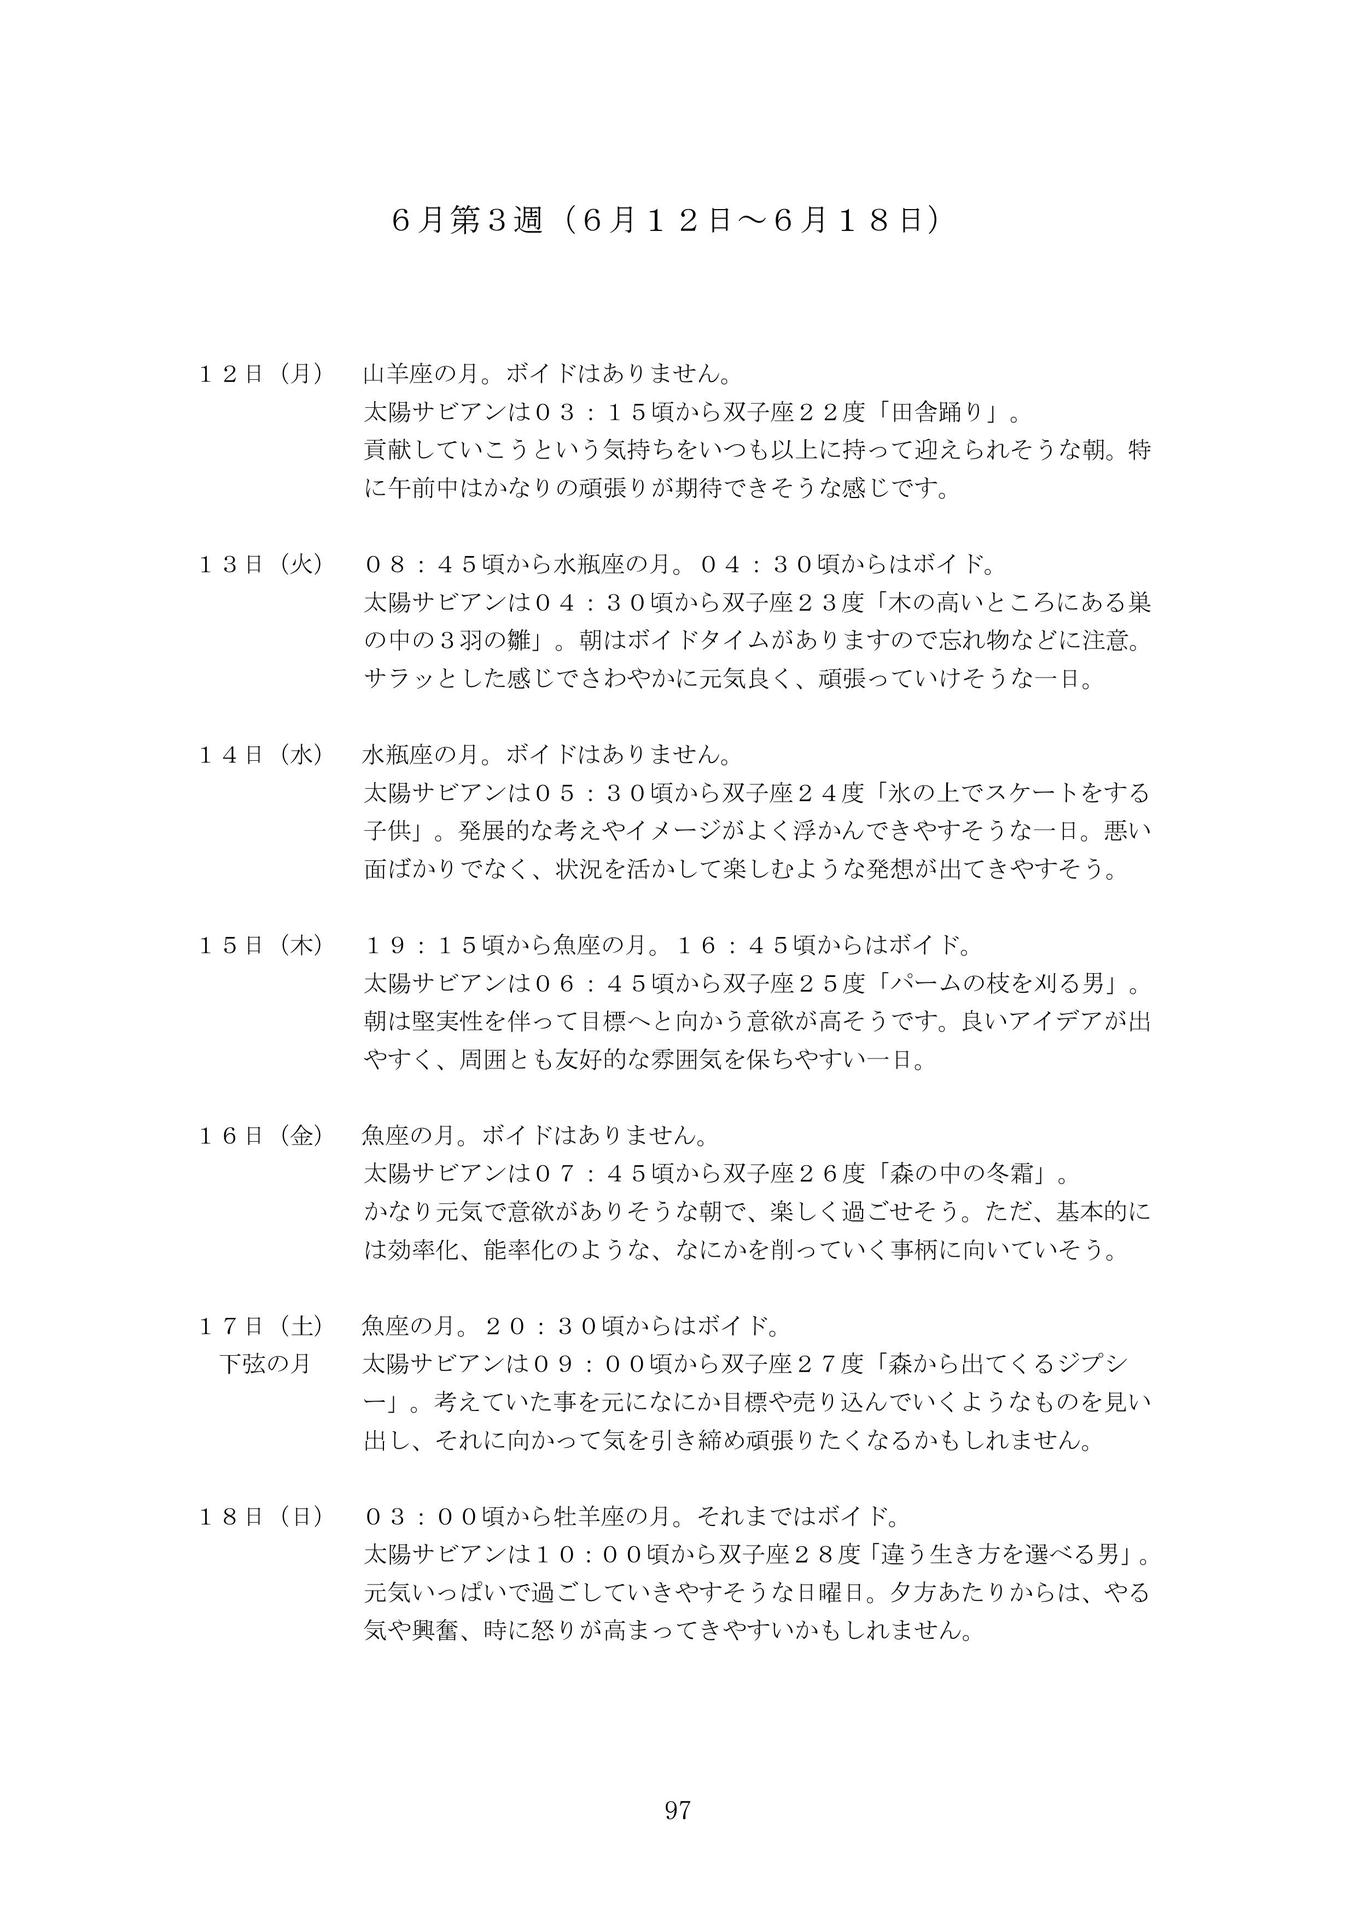 ６月第３週（６月１２日～６月１８日）
１２日（月）　山羊座の月。ボイドはありません。
太陽サビアンは０３：１５頃から双子座２２度「田舎踊り」。
貢献していこうという気持ちをいつも以上に持って迎えられそうな朝。特
に午前中はかなりの頑張りが期待できそうな感じです。
１３日（火）　０８：４５頃から水瓶座の月。０４：３０頃からはボイド。
太陽サビアンは０４：３０頃から双子座２３度「木の高いところにある巣
の中の３羽の雛」。朝はボイドタイムがありますので忘れ物などに注意。
サラッとした感じでさわやかに元気良く、頑張っていけそうな一日。
１４日（水）　水瓶座の月。ボイドはありません。
太陽サビアンは０５：３０頃から双子座２４度「氷の上でスケートをする
子供」。発展的な考えやイメージがよく浮かんできやすそうな一日。悪い
面ばかりでなく、状況を活かして楽しむような発想が出てきやすそう。
１５日（木）　１９：１５頃から魚座の月。１６：４５頃からはボイド。
太陽サビアンは０６：４５頃から双子座２５度「パームの枝を刈る男」。
朝は堅実性を伴って目標へと向かう意欲が高そうです。良いアイデアが出
やすく、周囲とも友好的な雰囲気を保ちやすい一日。
１６日（金）　魚座の月。ボイドはありません。
太陽サビアンは０７：４５頃から双子座２６度「森の中の冬霜」。
かなり元気で意欲がありそうな朝で、楽しく過ごせそう。ただ、基本的に
は効率化、能率化のような、なにかを削っていく事柄に向いていそう。
１７日（土）　魚座の月。２０：３０頃からはボイド。
下弦の月　太陽サビアンは０９：００頃から双子座２７度「森から出てくるジプシ
ー」。考えていた事を元になにか目標や売り込んでいくようなものを見い
出し、それに向かって気を引き締め頑張りたくなるかもしれません。
１８日（日）　０３：００頃から牡羊座の月。それまではボイド。
太陽サビアンは１０：００頃から双子座２８度「違う生き方を選べる男」。
元気いっぱいで過ごしていきやすそうな日曜日。夕方あたりからは、やる
気や興奮、時に怒りが高まってきやすいかもしれません。
97